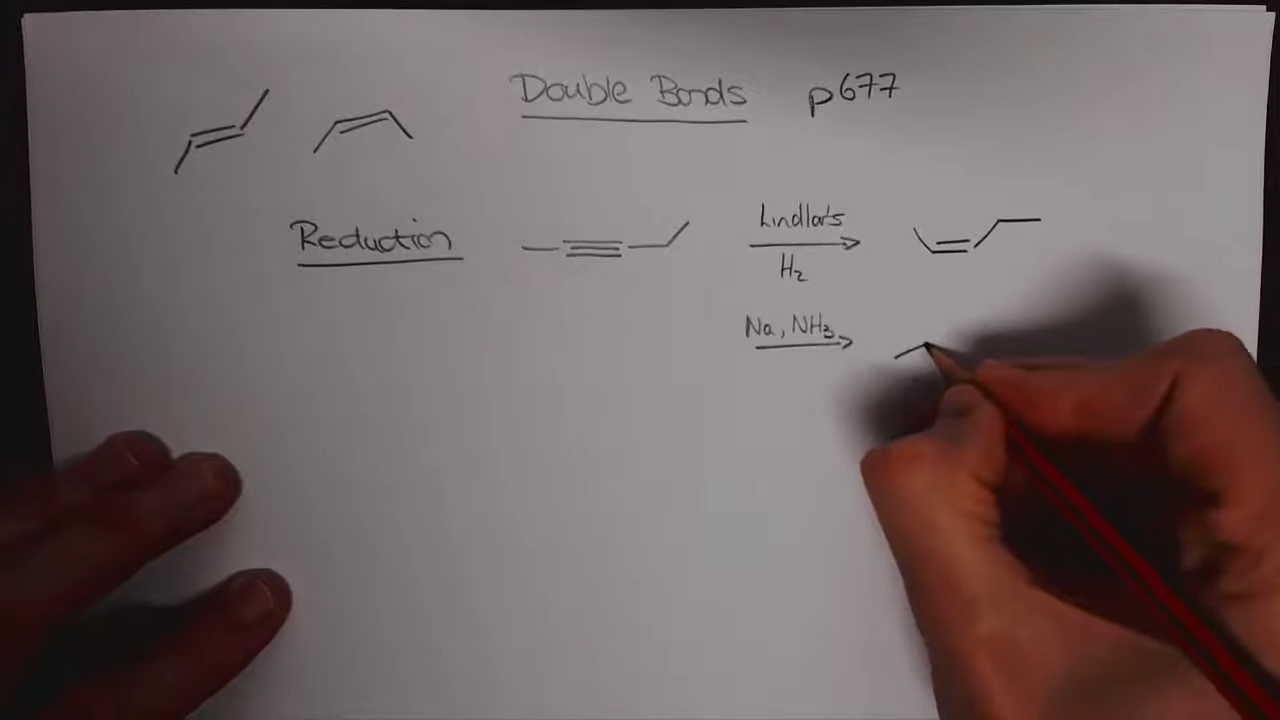 Double Bonds p677
Reduction
Lindlar's
H₂
Na, NH₃